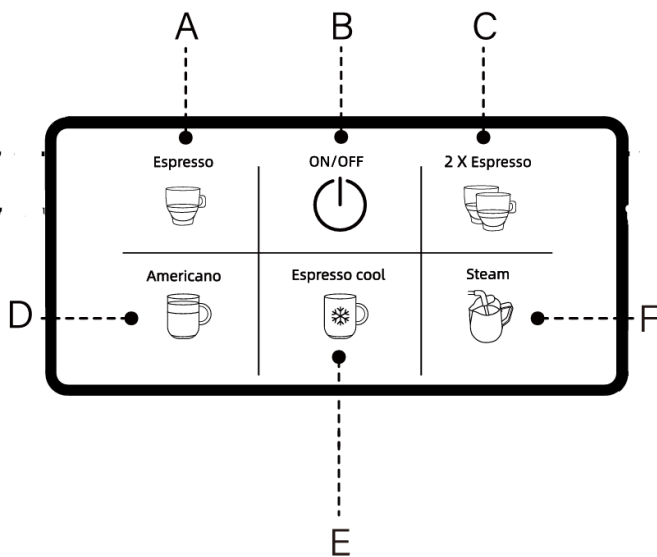 A B C
Espresso ON/OFF 2 X Espresso
Americano Espresso cool Steam
D F
E